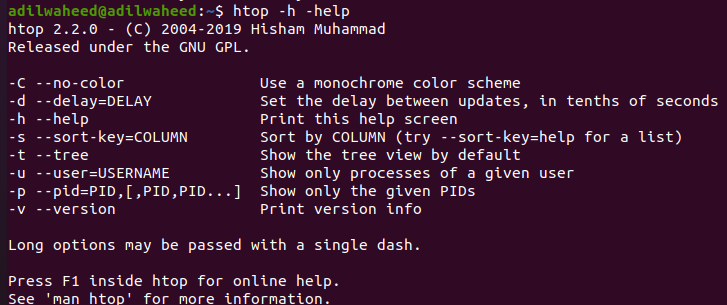 adilwaheed@adilwaheed:~$ htop -h -help
htop 2.2.0 - (C) 2004-2019 Hisham Muhammad
Released under the GNU GPL.
-C --no-color Use a monochrome color scheme
-d --delay=DELAY Set the delay between updates, in tenths of seconds
-h --help Print this help screen
-s --sort-key=COLUMN Sort by COLUMN (try --sort-key=help for a list)
-t --tree Show the tree view by default
-u --user=USERNAME Show only processes of a given user
-p --pid=PID,[,PID,PID...] Show only the given PIDs
-v --version Print version info
Long options may be passed with a single dash.
Press F1 inside htop for online help.
See 'man htop' for more information.